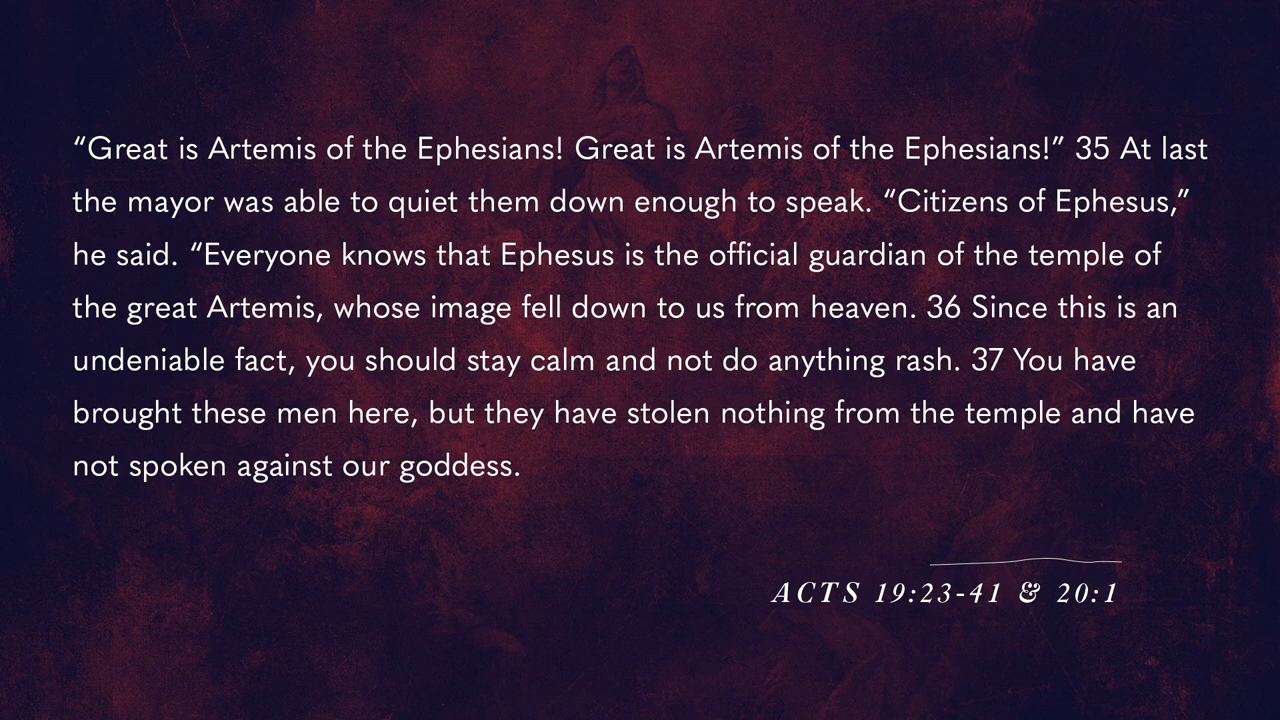 “Great is Artemis of the Ephesians! Great is Artemis of the Ephesians!” 35 At last
the mayor was able to quiet them down enough to speak. “Citizens of Ephesus,”
he said. “Everyone knows that Ephesus is the official guardian of the temple of
the great Artemis, whose image fell down to us from heaven. 36 Since this is an
undeniable fact, you should stay calm and not do anything rash. 37 You have
brought these men here, but they have stolen nothing from the temple and have
not spoken against our goddess.
ACTS 19:23-41 & 20:1